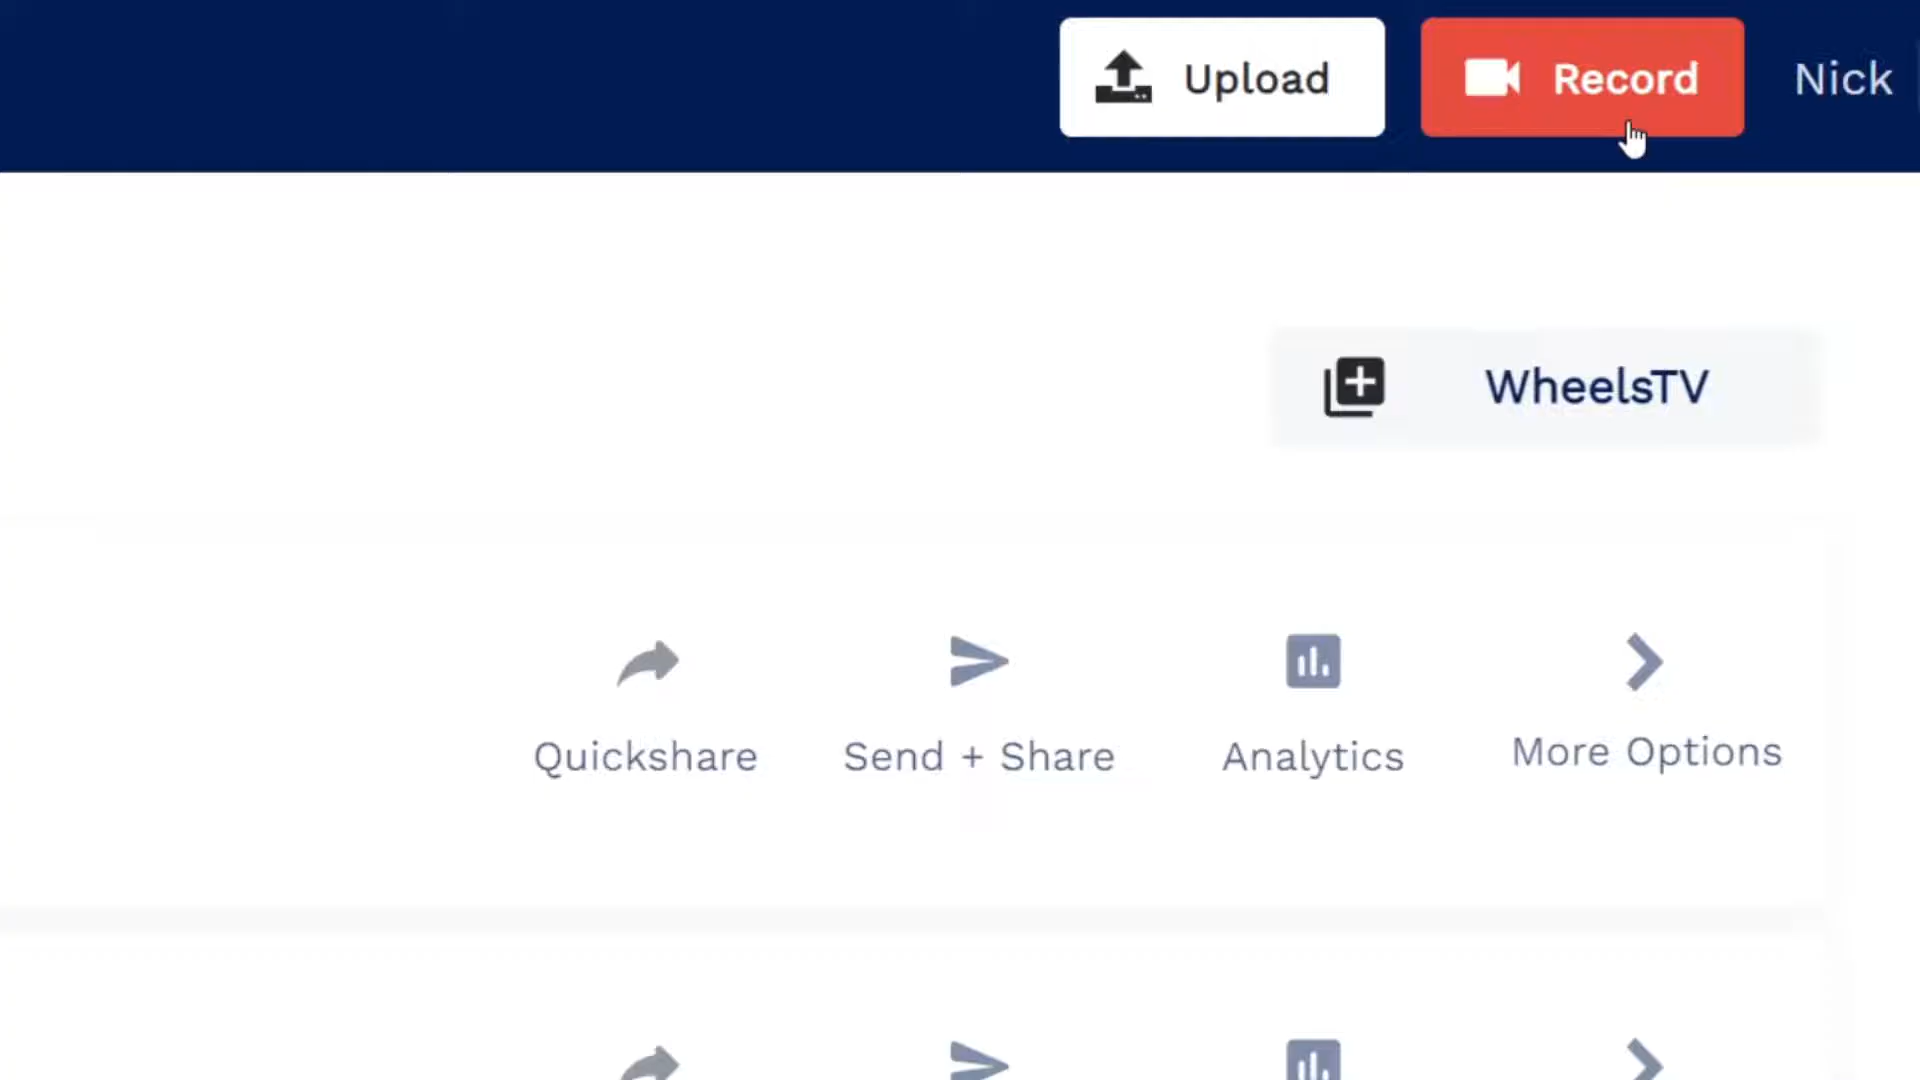 Upload
Record
Nick
WheelsTV
Quickshare
Send + Share
Analytics
More Options